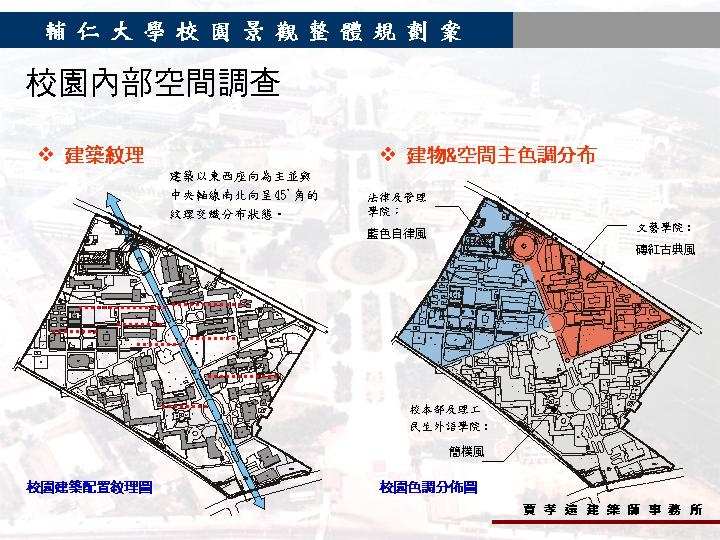 輔仁大學校園景觀整體規劃案
校園內部空間調查
建築紋理
建築以東西座向為主並與
中央軸線南北向呈45°角的
紋理交織分布狀態。
校園建築配置紋理圖
建物&空間主色調分布
法律及管理
學院：
藍色自律風
文藝學院：
磚紅古典風
校本部及理工
民生外語學院：
簡樸風
校園色調分佈圖
賈孝遠建築師事務所